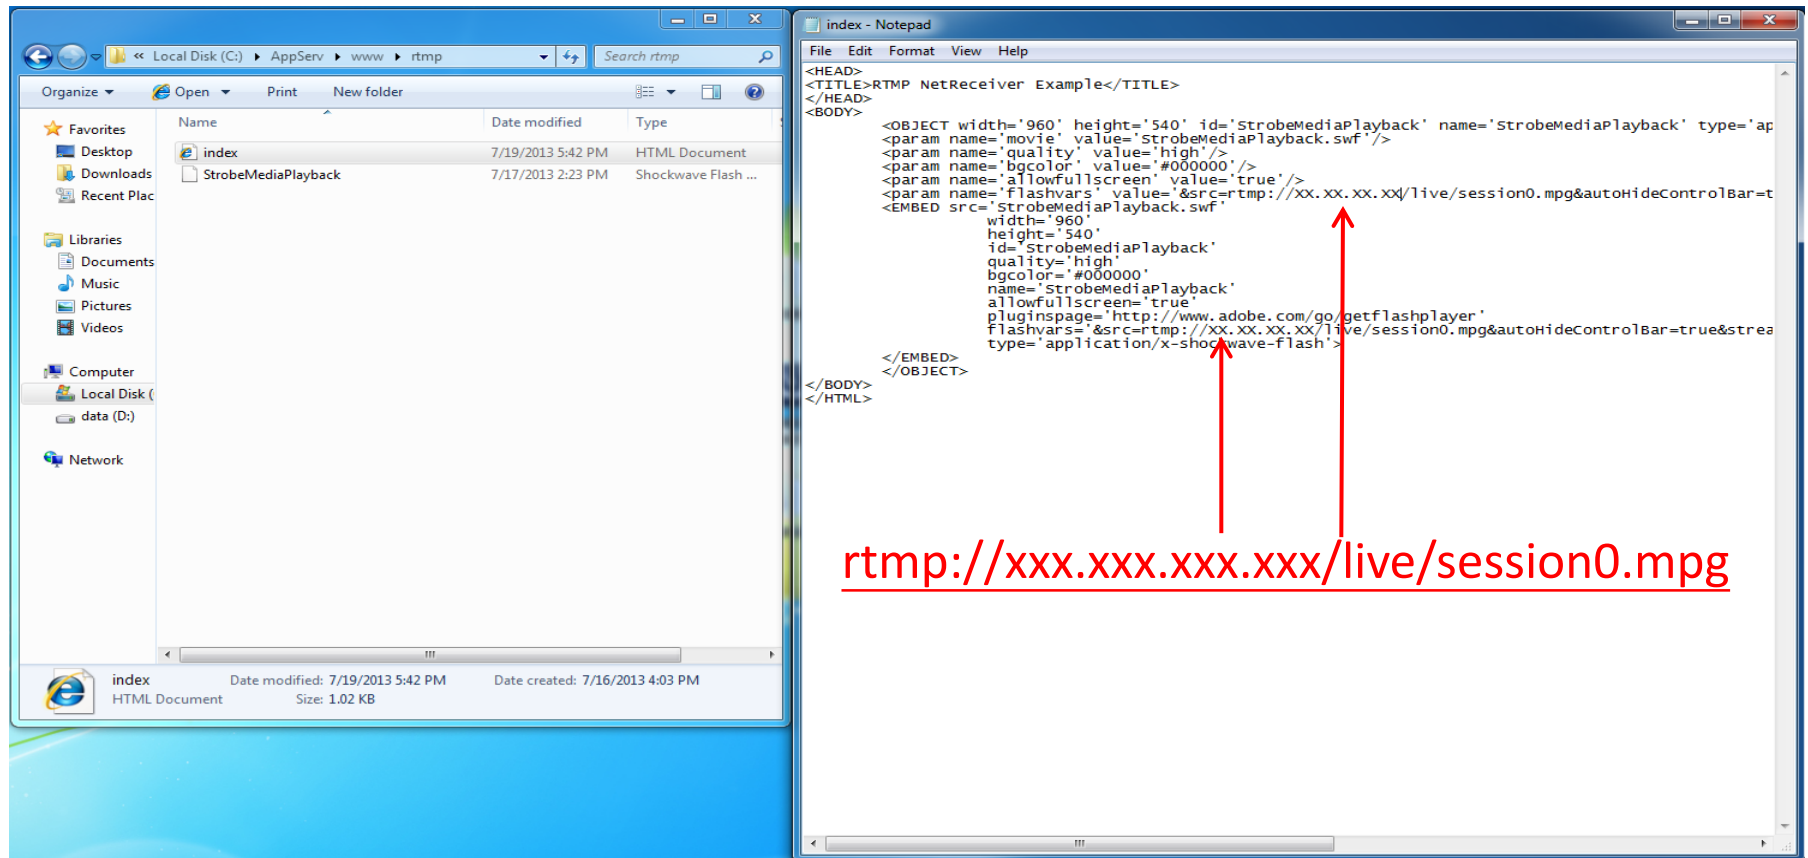 « Local Disk (C:) ▸ AppServ ▸ www ▸ rtmp
Search rtmp
Organize
Open
Print
New folder
Favorites
Desktop
Downloads
Recent Plac
Libraries
Documents
Music
Pictures
Videos
Computer
Local Disk (
data (D:)
Network
Name Date modified Type
index 7/19/2013 5:42 PM HTML Document
StrobeMediaPlayback 7/17/2013 2:23 PM Shockwave Flash ...
index Date modified: 7/19/2013 5:42 PM Date created: 7/16/2013 4:03 PM
HTML Document Size: 1.02 KB
index - Notepad
File Edit Format View Help
<HEAD>
<TITLE>RTMP NetReceiver Example</TITLE>
</HEAD>
<BODY>
<OBJECT width='960' height='540' id='StrobeMediaPlayback' name='StrobeMediaPlayback' type='ap
<param name='movie' value='StrobeMediaPlayback.swf'/>
<param name='quality' value='high'/>
<param name='bgcolor' value='#000000'/>
<param name='allowfullscreen' value='true'/>
<param name='flashvars' value='&src=rtmp://xx.xx.xx.xx/live/session0.mpg&autoHideControlBar=t
<EMBED src='StrobeMediaPlayback.swf'
width='960'
height='540'
id='StrobeMediaPlayback'
quality='high'
bgcolor='#000000'
name='StrobeMediaPlayback'
allowfullscreen='true'
pluginspage='http://www.adobe.com/go/getflashplayer'
flashvars='&src=rtmp://xx.xx.xx.xx/live/session0.mpg&autoHideControlBar=true&strea
type='application/x-shockwave-flash'>
</EMBED>
</OBJECT>
</BODY>
</HTML>
rtmp://xxx.xxx.xxx.xxx/live/session0.mpg